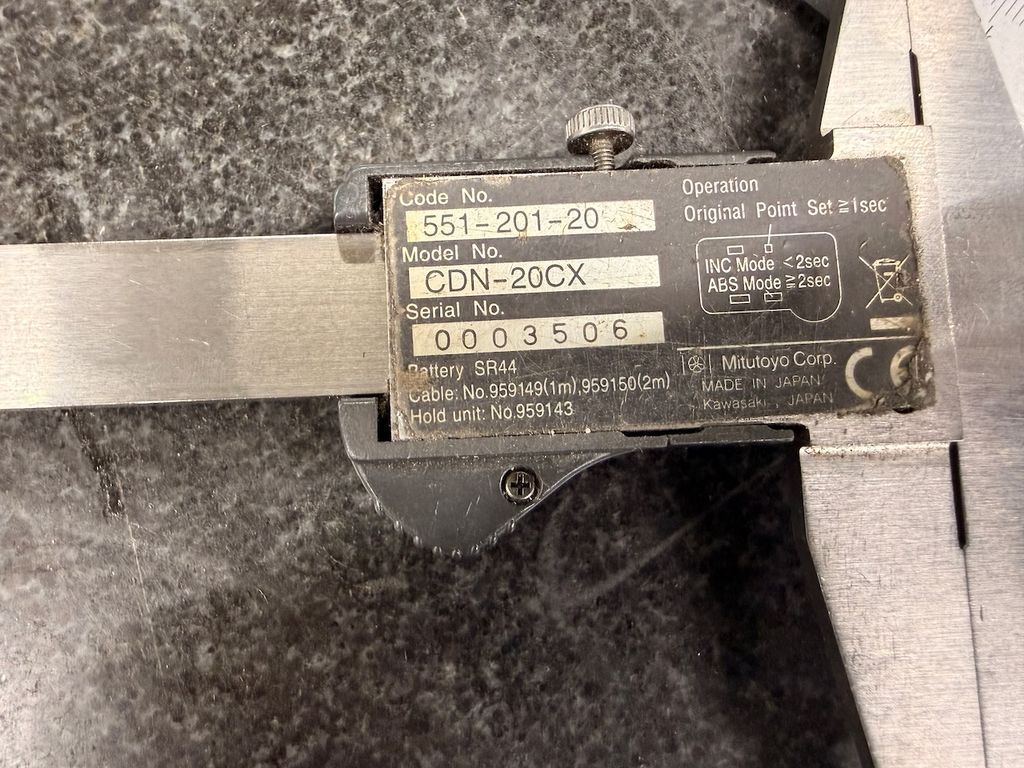 Code No.
551-201-20
Model No.
CDN-20CX
Serial No.
0003506
Battery SR44
Cable: No.959149(1m),959150(2m)
Hold unit: No.959143
Operation
Original Point Set ≧1sec
INC Mode <2sec
ABS Mode ≧2sec
Mitutoyo Corp.
MADE IN JAPAN
Kawasaki, JAPAN
CE